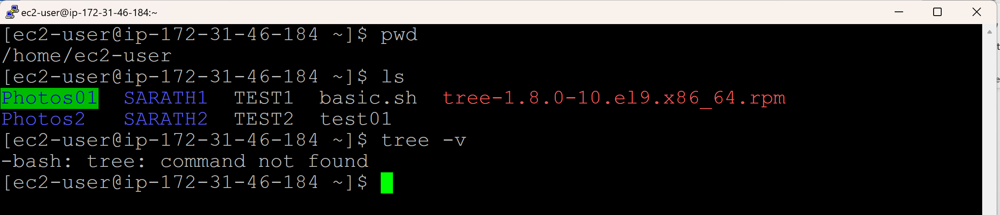 ec2-user@ip-172-31-46-184:~
[ec2-user@ip-172-31-46-184 ~]$ pwd
/home/ec2-user
[ec2-user@ip-172-31-46-184 ~]$ ls
Photos01  SARATH1  TEST1  basic.sh  tree-1.8.0-10.el9.x86_64.rpm
Photos2   SARATH2  TEST2  test01
[ec2-user@ip-172-31-46-184 ~]$ tree -v
-bash: tree: command not found
[ec2-user@ip-172-31-46-184 ~]$